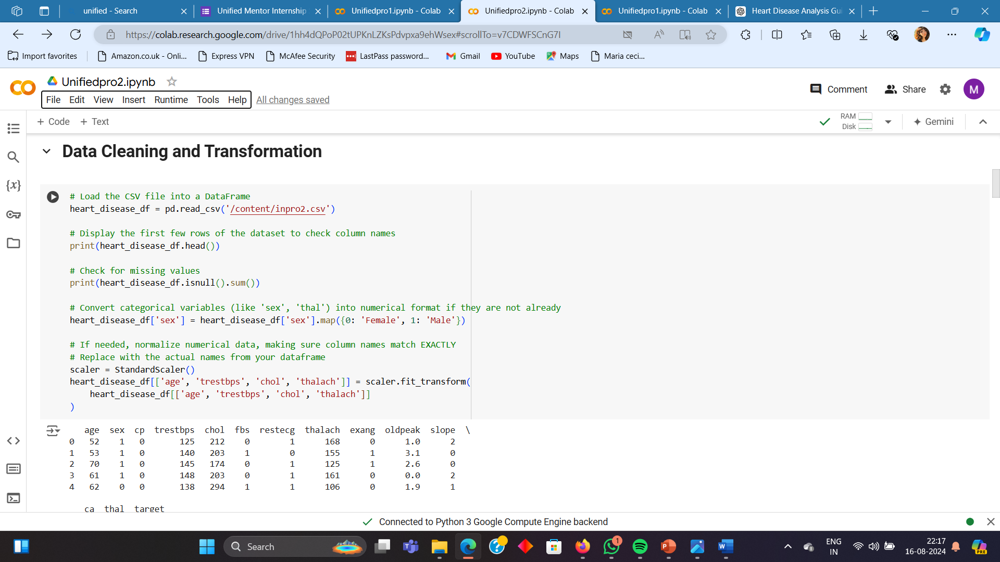 unified - Search
Unified Mentor Internship
Unifiedpro1.ipynb - Colab
Unifiedpro2.ipynb - Colab
Unifiedpro1.ipynb - Colab
Heart Disease Analysis Gui
https://colab.research.google.com/drive/1hh4dQPoP02tUPKnLZKsPdvpxa9ehWsex#scrollTo=v7CDWFSCnG7I
Import favorites
Amazon.co.uk - Onli...
Express VPN
McAfee Security
LastPass password...
Gmail
YouTube
Maps
Maria ceci...
Unifiedpro2.ipynb
File Edit View Insert Runtime Tools Help All changes saved
Comment
Share
M
+ Code + Text
RAM
Disk
Gemini
Data Cleaning and Transformation
# Load the CSV file into a DataFrame
heart_disease_df = pd.read_csv('/content/inpro2.csv')
# Display the first few rows of the dataset to check column names
print(heart_disease_df.head())
# Check for missing values
print(heart_disease_df.isnull().sum())
# Convert categorical variables (like 'sex', 'thal') into numerical format if they are not already
heart_disease_df['sex'] = heart_disease_df['sex'].map({0: 'Female', 1: 'Male'})
# If needed, normalize numerical data, making sure column names match EXACTLY
# Replace with the actual names from your dataframe
scaler = StandardScaler()
heart_disease_df[['age', 'trestbps', 'chol', 'thalach']] = scaler.fit_transform(
heart_disease_df[['age', 'trestbps', 'chol', 'thalach']]
)
age sex cp trestbps chol fbs restecg thalach exang oldpeak slope \
0 52 1 0 125 212 0 1 168 0 1.0 2
1 53 1 0 140 203 1 0 155 1 3.1 0
2 70 1 0 145 174 0 1 125 1 2.6 0
3 61 1 0 148 203 0 1 161 0 0.0 2
4 62 0 0 138 294 1 1 106 0 1.9 1
ca thal target
Connected to Python 3 Google Compute Engine backend
Search
1
ENG
IN
22:17
16-08-2024
PRE